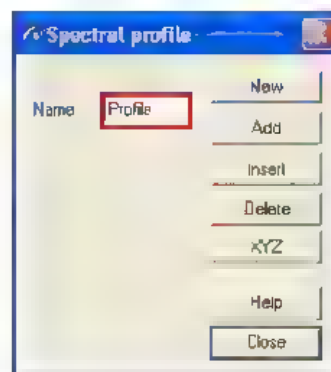 Spectral profile
New
Name Profile
Add
Insert
Delete
XYZ
Help
Close